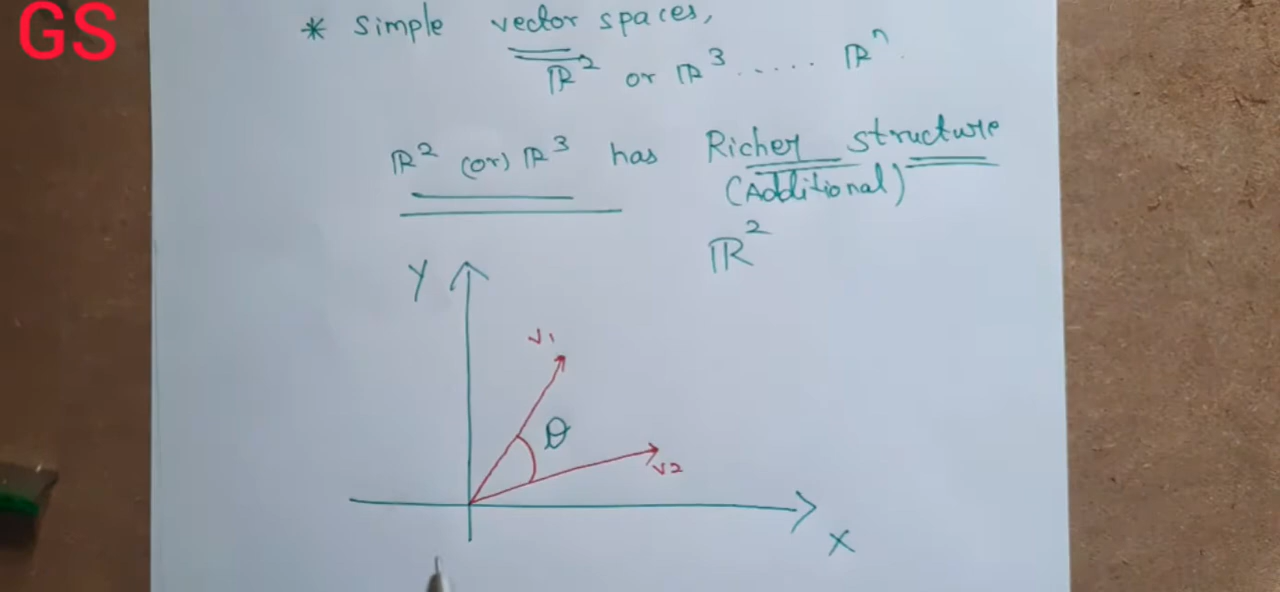 GS
* Simple vector spaces,
ℝ² or ℝ³ ..... ℝⁿ.
ℝ² (or) ℝ³ has Richer structure
(Additional)
ℝ²
Y
v₁
θ
v₂
X